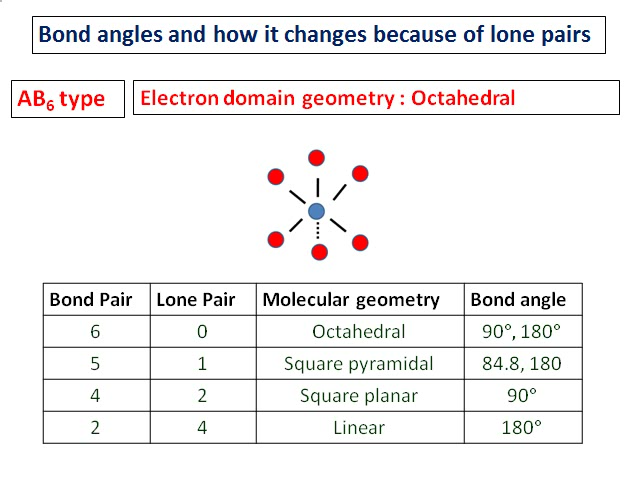 Bond angles and how it changes because of lone pairs
AB₆ type
Electron domain geometry : Octahedral
Bond Pair Lone Pair Molecular geometry Bond angle
6 0 Octahedral 90°, 180°
5 1 Square pyramidal 84.8, 180
4 2 Square planar 90°
2 4 Linear 180°